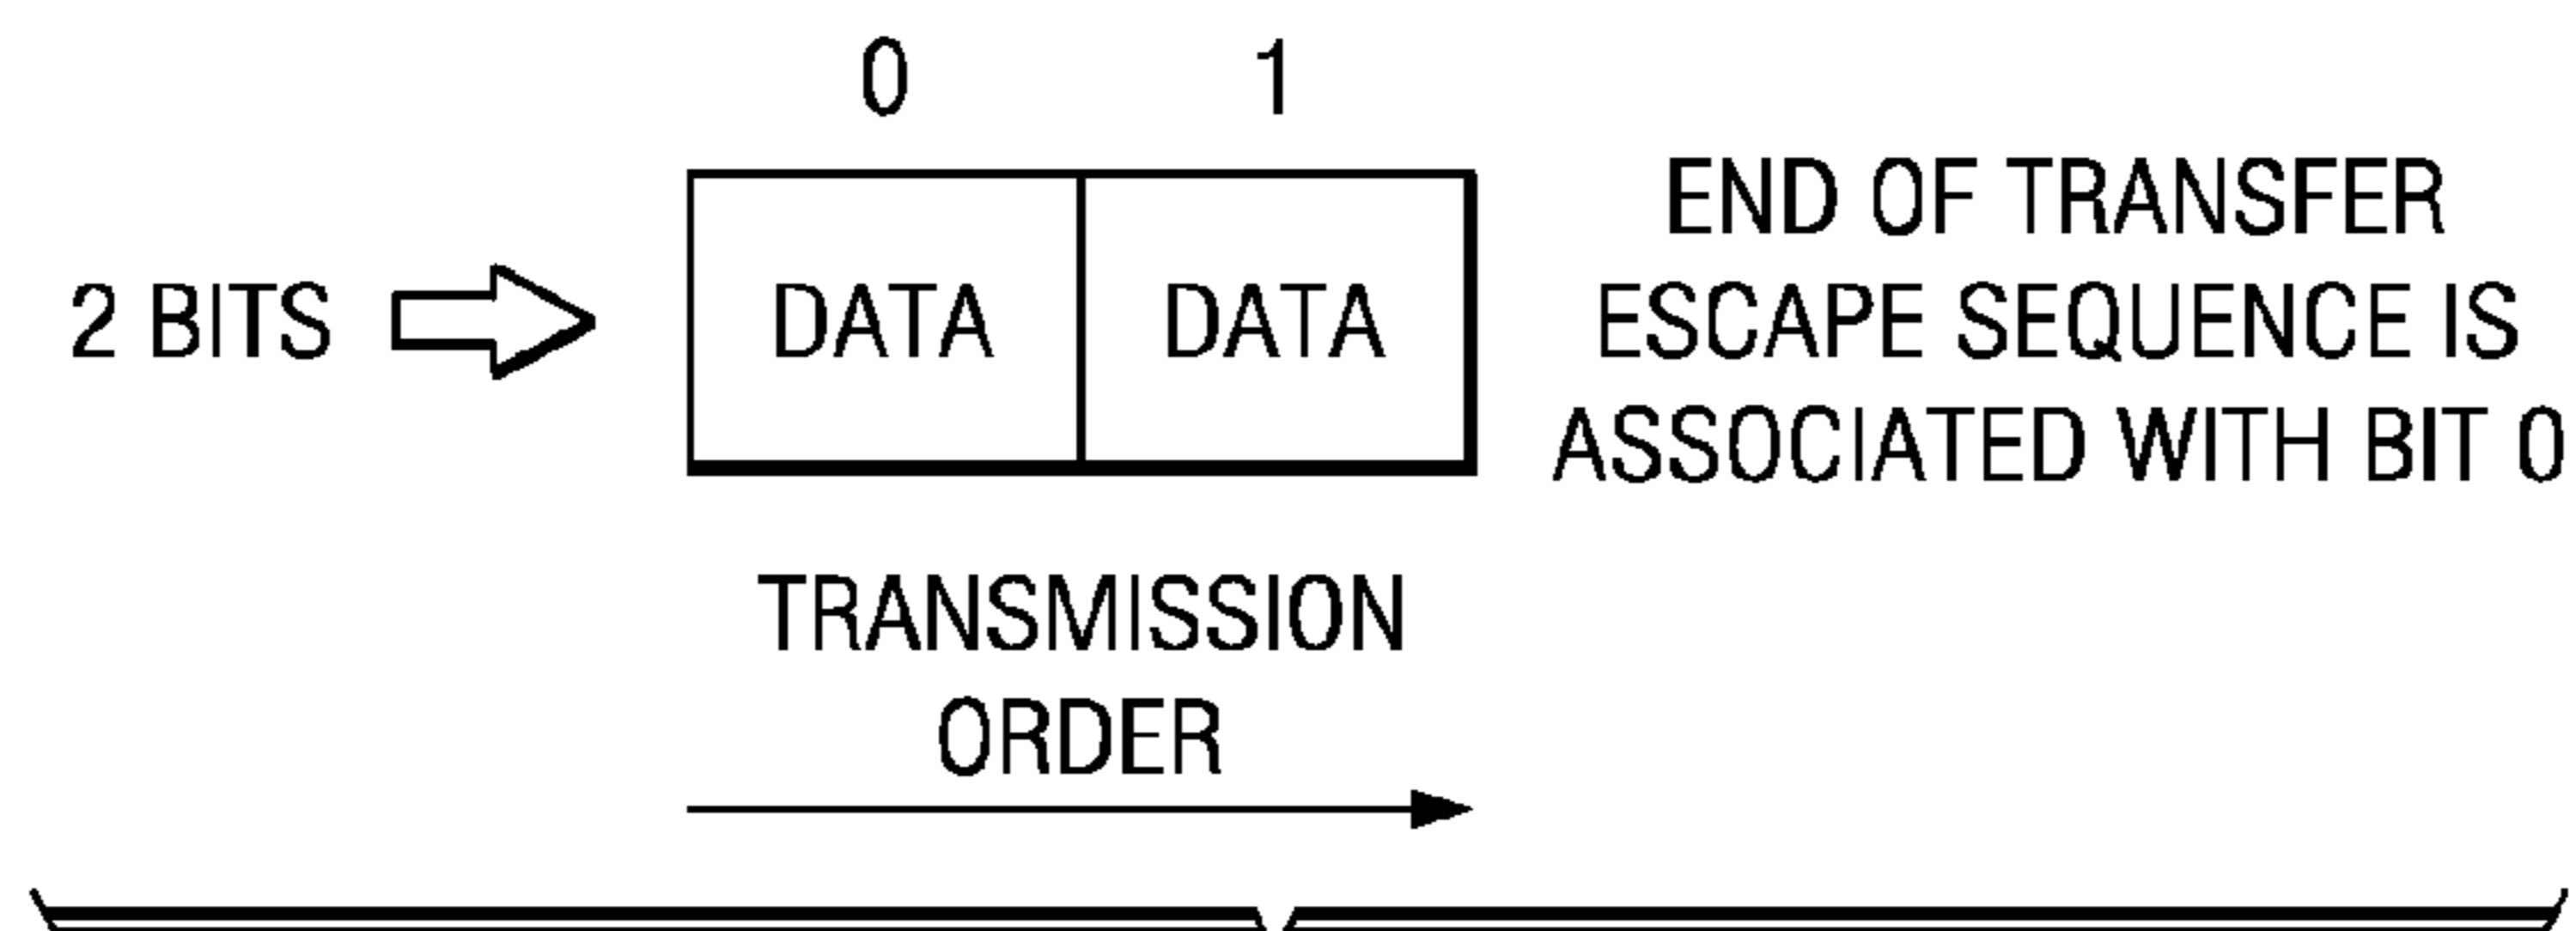 0 1
2 BITS DATA DATA
END OF TRANSFER
ESCAPE SEQUENCE IS
ASSOCIATED WITH BIT 0
TRANSMISSION
ORDER